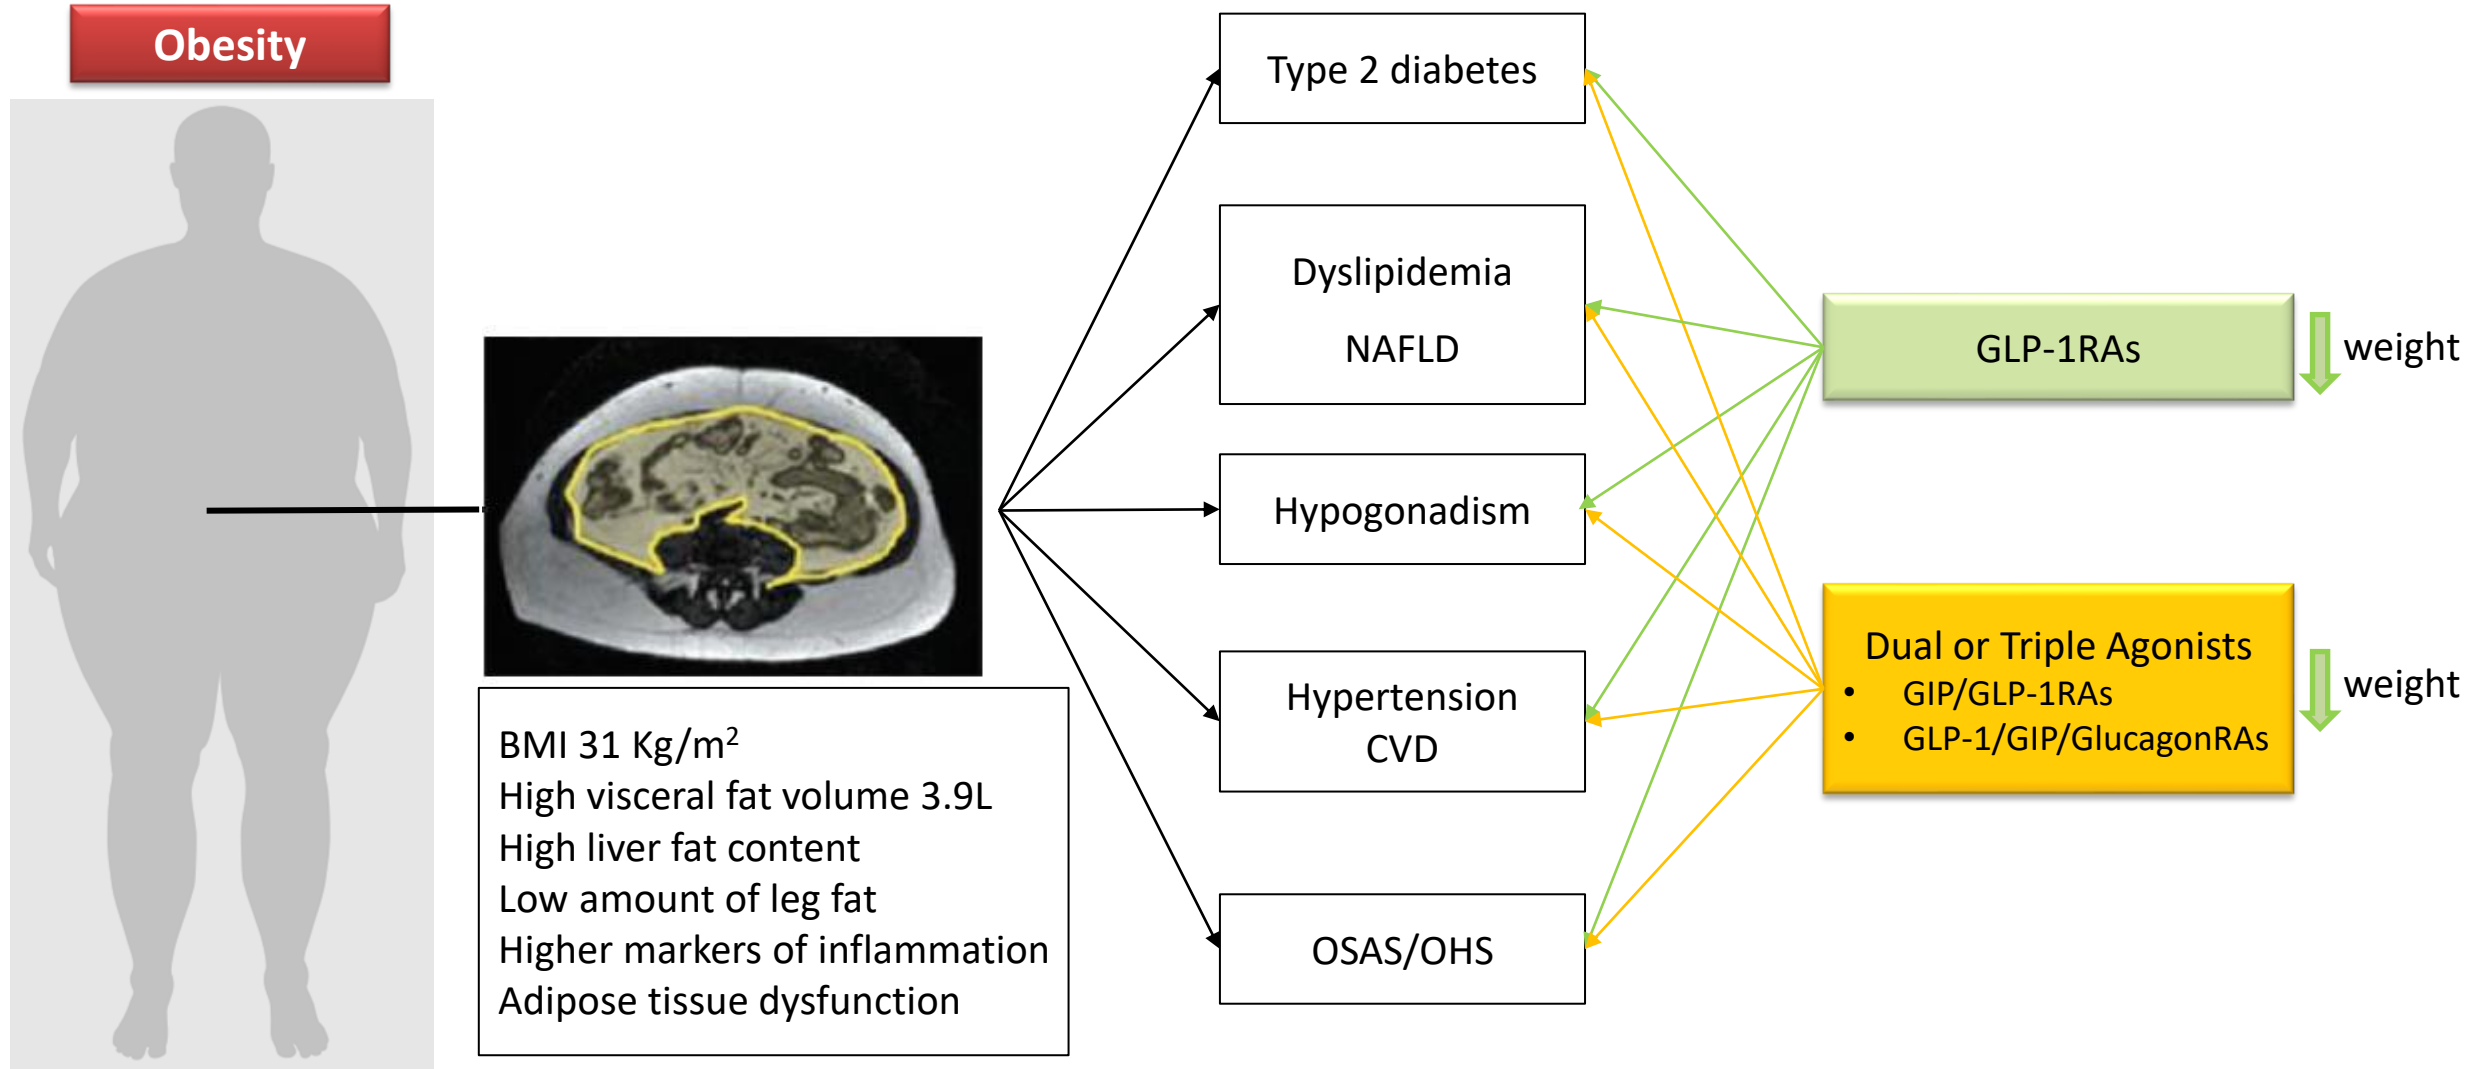 Obesity
BMI 31 Kg/m²
High visceral fat volume 3.9L
High liver fat content
Low amount of leg fat
Higher markers of inflammation
Adipose tissue dysfunction
Type 2 diabetes
Dyslipidemia
NAFLD
Hypogonadism
Hypertension
CVD
OSAS/OHS
GLP-1RAs
weight
Dual or Triple Agonists
• GIP/GLP-1RAs
• GLP-1/GIP/GlucagonRAs
weight